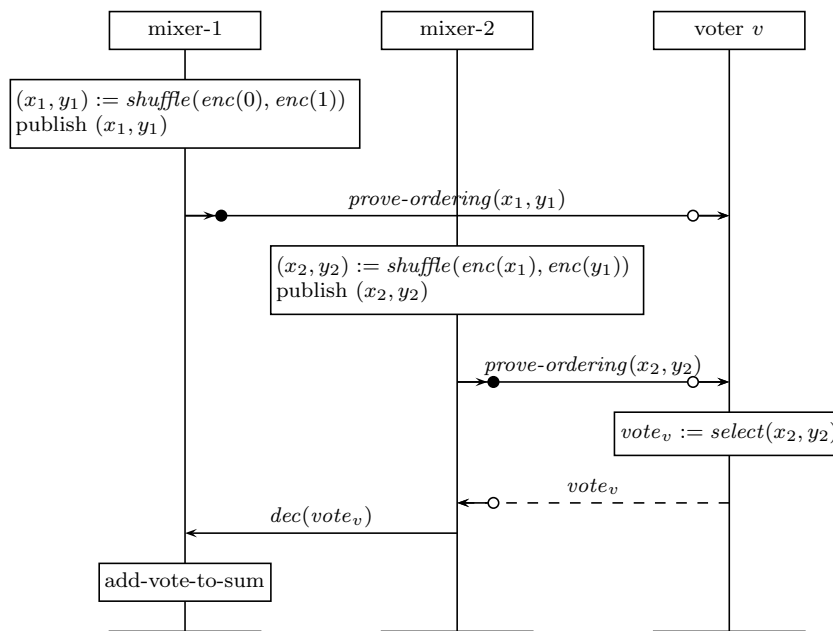 mixer-1
mixer-2
voter v
(x₁, y₁) := shuffle(enc(0), enc(1))
publish (x₁, y₁)
prove-ordering(x₁, y₁)
(x₂, y₂) := shuffle(enc(x₁), enc(y₁))
publish (x₂, y₂)
prove-ordering(x₂, y₂)
voteᵥ := select(x₂, y₂)
voteᵥ
dec(voteᵥ)
add-vote-to-sum